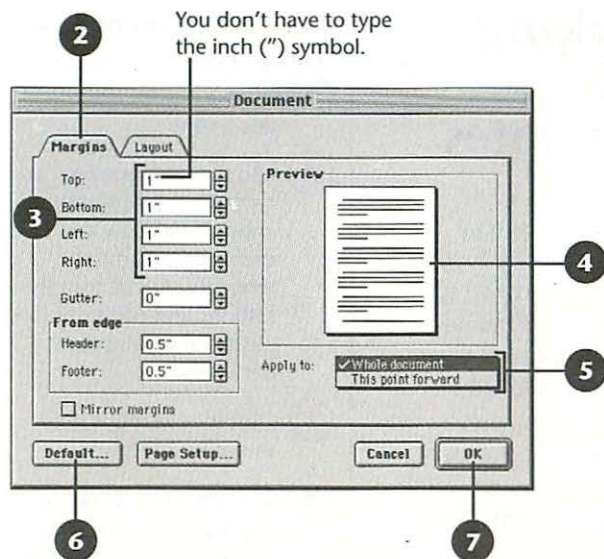 You don't have to type
the inch (") symbol.
2
Document
Margins
Layout
Top: 1"
3
Bottom: 1"
Left: 1"
Right: 1"
Gutter: 0"
From edge
Header: 0.5"
Footer: 0.5"
Mirror margins
Preview
4
Apply to: ✓Whole document
This point forward
5
Default...
Page Setup...
Cancel
OK
6
7